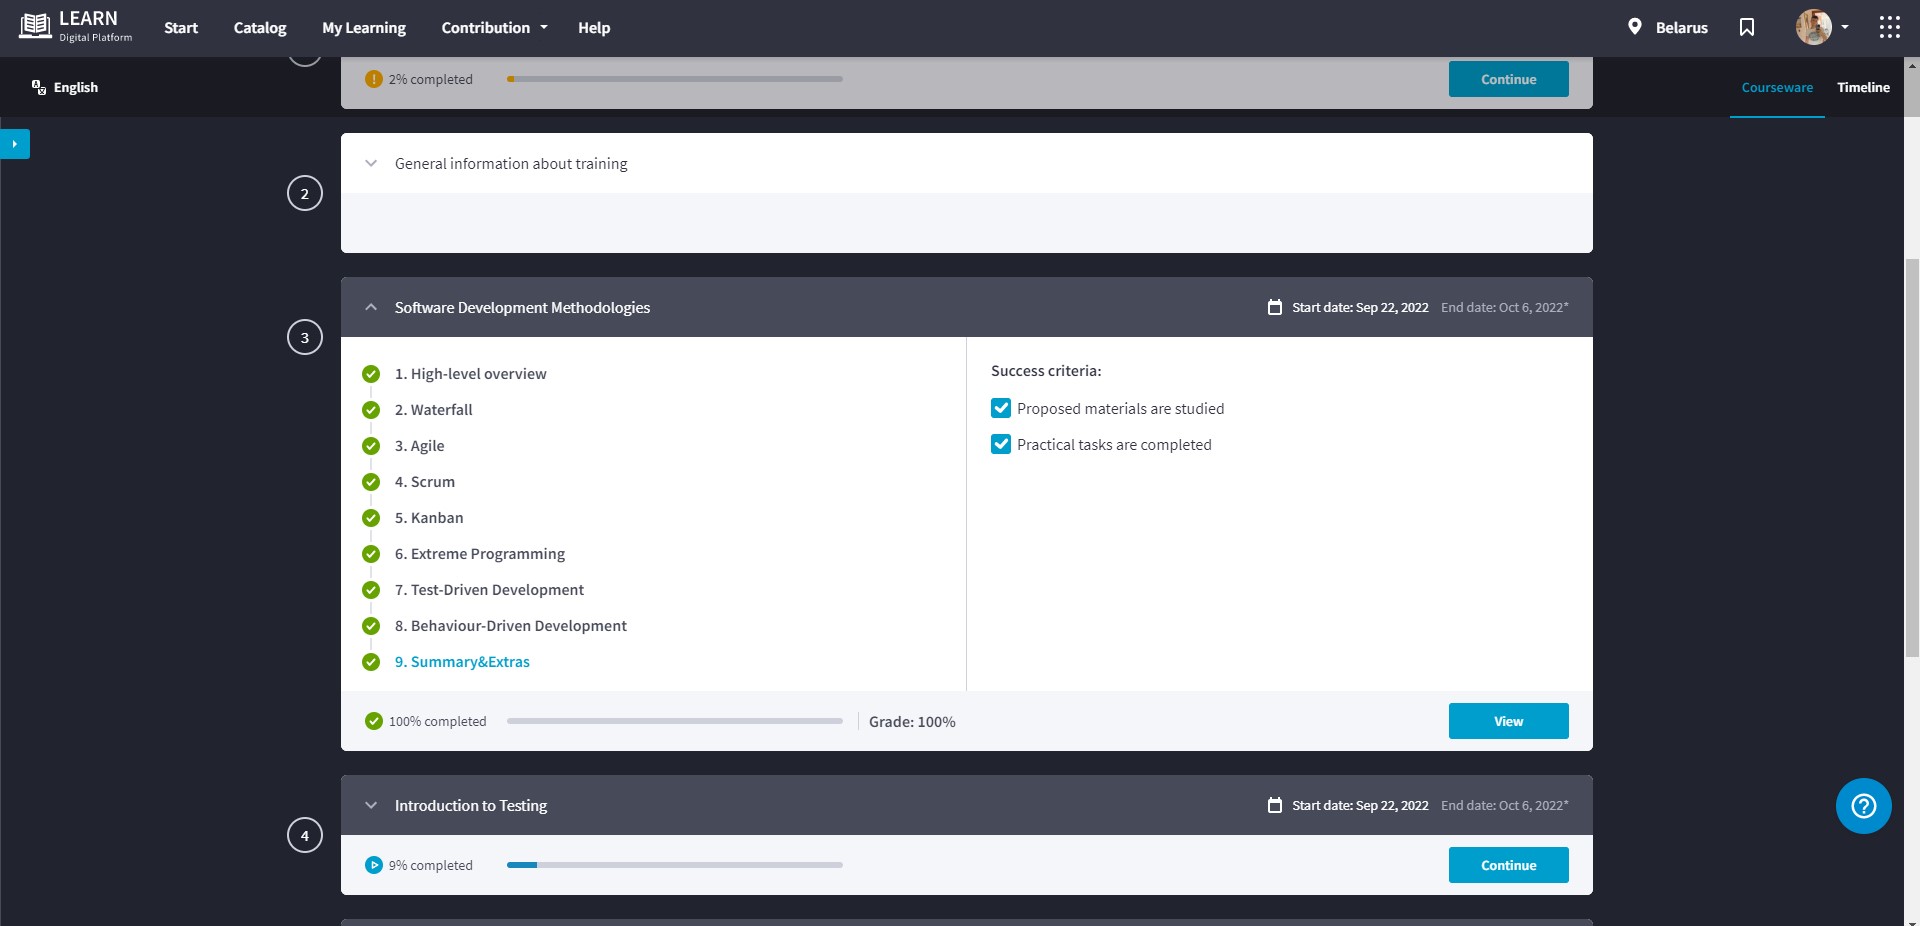 LEARN
Digital Platform
Start
Catalog
My Learning
Contribution
Help
Belarus
English
Courseware
Timeline
2% completed
Continue
2
General information about training
3
Software Development Methodologies
Start date: Sep 22, 2022
End date: Oct 6, 2022*
1. High-level overview
2. Waterfall
3. Agile
4. Scrum
5. Kanban
6. Extreme Programming
7. Test-Driven Development
8. Behaviour-Driven Development
9. Summary&Extras
Success criteria:
Proposed materials are studied
Practical tasks are completed
100% completed
Grade: 100%
View
4
Introduction to Testing
Start date: Sep 22, 2022
End date: Oct 6, 2022*
9% completed
Continue